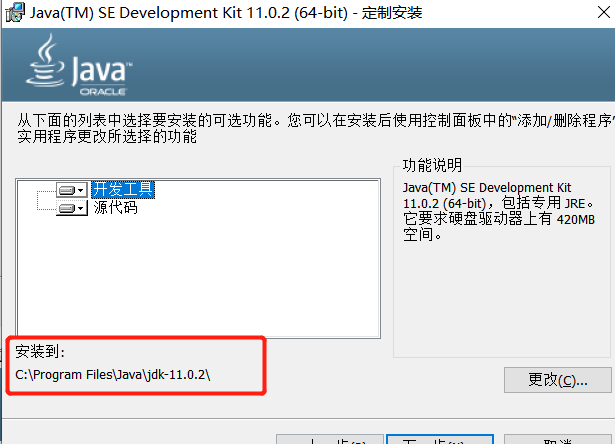 Java(TM) SE Development Kit 11.0.2 (64-bit) - 定制安装
Java™
ORACLE
从下面的列表中选择要安装的可选功能。您可以在安装后使用控制面板中的“添加/删除程序”
实用程序更改所选择的功能
功能说明
开发工具
源代码
Java(TM) SE Development Kit
11.0.2 (64-bit)，包括专用 JRE。
它要求硬盘驱动器上有 420MB
空间。
安装到:
C:\Program Files\Java\jdk-11.0.2\
更改(C)...